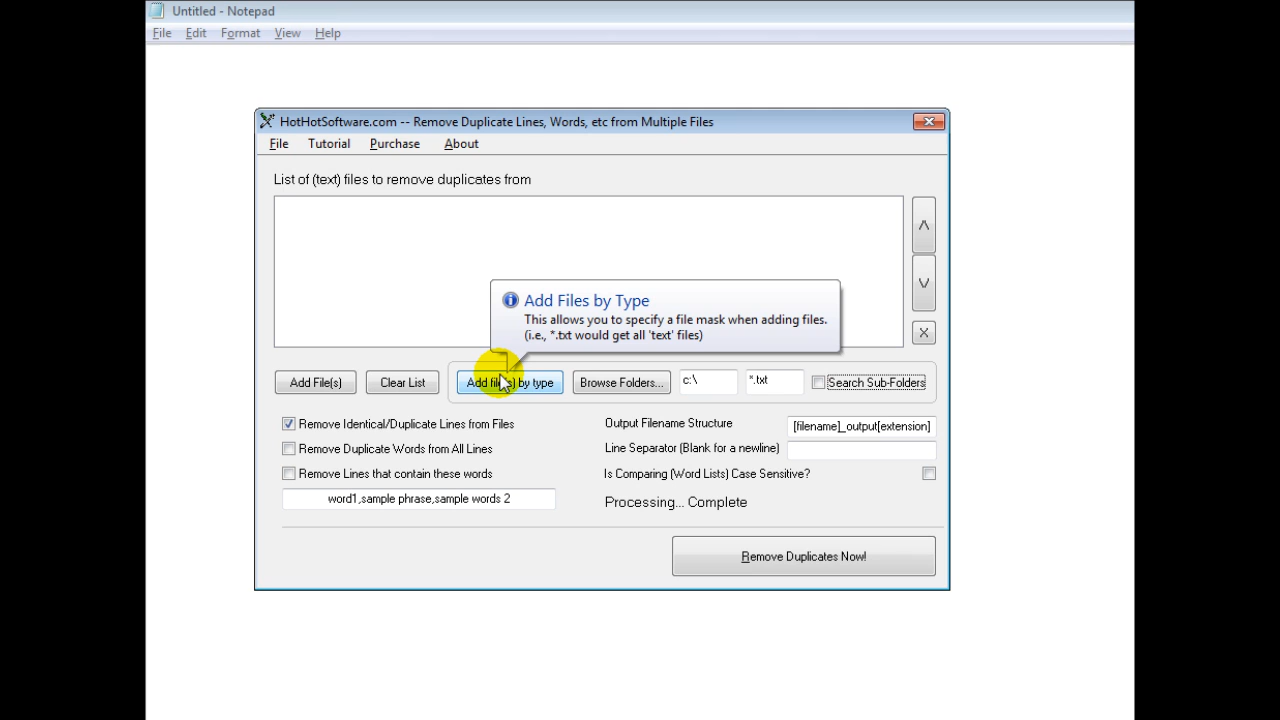 Untitled - Notepad
File Edit Format View Help
HotHotSoftware.com -- Remove Duplicate Lines, Words, etc from Multiple Files
File Tutorial Purchase About
List of (text) files to remove duplicates from
/\
\/
X
Add Files by Type
This allows you to specify a file mask when adding files.
(i.e., *.txt would get all 'text' files)
Add File(s) Clear List Add file(s) by type Browse Folders... c:\ *.txt Search Sub-Folders
Remove Identical/Duplicate Lines from Files
Remove Duplicate Words from All Lines
Remove Lines that contain these words
word1,sample phrase,sample words 2
Output Filename Structure [filename]_output[extension]
Line Separator (Blank for a newline)
Is Comparing (Word Lists) Case Sensitive?
Processing... Complete
Remove Duplicates Now!